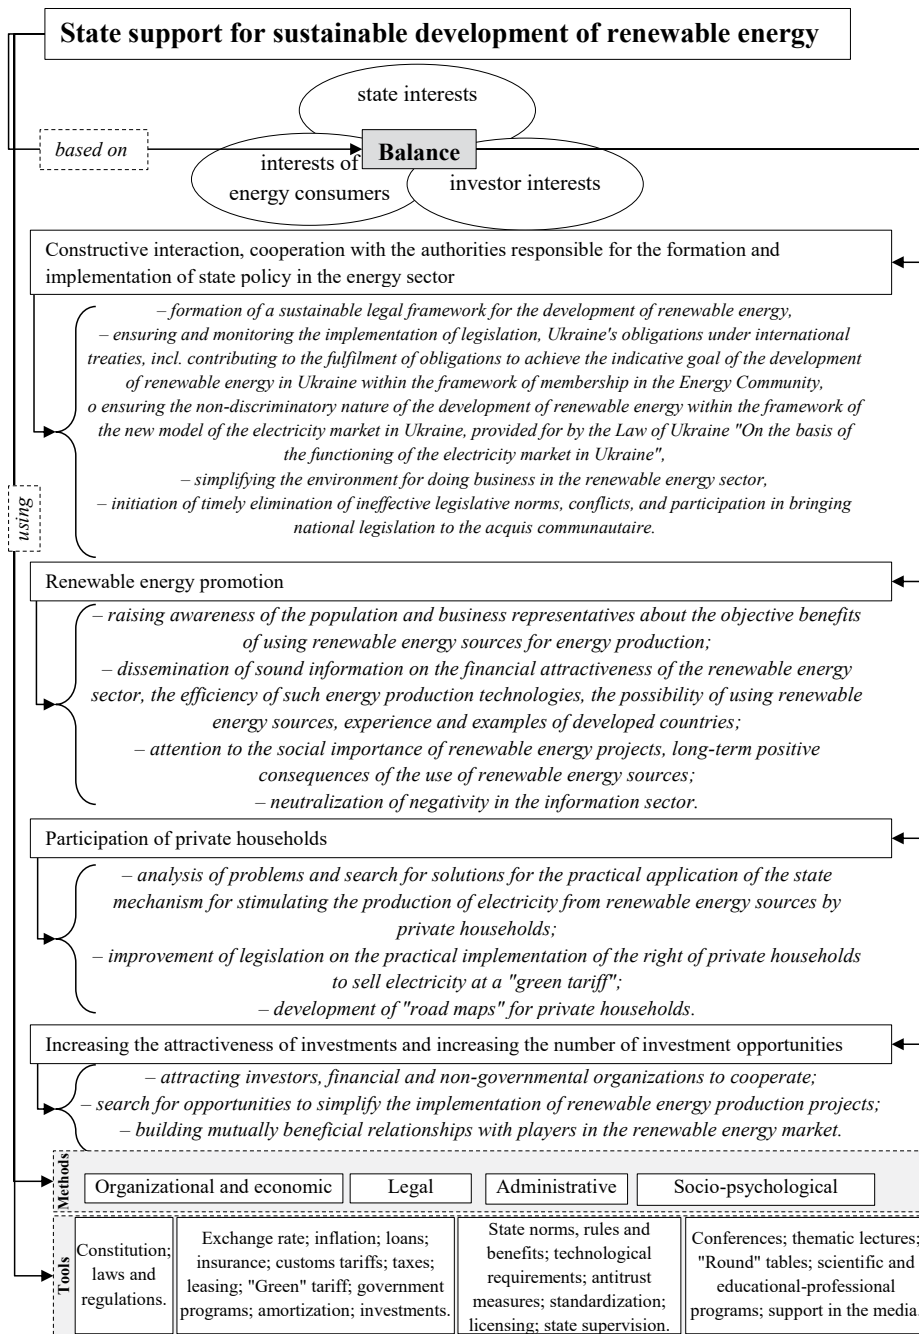 State support for sustainable development of renewable energy
state interests
based on
Balance
interests of
energy consumers
investor interests
Constructive interaction, cooperation with the authorities responsible for the formation and
implementation of state policy in the energy sector
– formation of a sustainable legal framework for the development of renewable energy,
– ensuring and monitoring the implementation of legislation, Ukraine's obligations under international
treaties, incl. contributing to the fulfilment of obligations to achieve the indicative goal of the development
of renewable energy in Ukraine within the framework of membership in the Energy Community,
o ensuring the non-discriminatory nature of the development of renewable energy within the framework of
the new model of the electricity market in Ukraine, provided for by the Law of Ukraine "On the basis of
the functioning of the electricity market in Ukraine",
– simplifying the environment for doing business in the renewable energy sector,
– initiation of timely elimination of ineffective legislative norms, conflicts, and participation in bringing
national legislation to the acquis communautaire.
using
Renewable energy promotion
– raising awareness of the population and business representatives about the objective benefits
of using renewable energy sources for energy production;
– dissemination of sound information on the financial attractiveness of the renewable energy
sector, the efficiency of such energy production technologies, the possibility of using renewable
energy sources, experience and examples of developed countries;
– attention to the social importance of renewable energy projects, long-term positive
consequences of the use of renewable energy sources;
– neutralization of negativity in the information sector.
Participation of private households
– analysis of problems and search for solutions for the practical application of the state
mechanism for stimulating the production of electricity from renewable energy sources by
private households;
– improvement of legislation on the practical implementation of the right of private households
to sell electricity at a "green tariff";
– development of "road maps" for private households.
Increasing the attractiveness of investments and increasing the number of investment opportunities
– attracting investors, financial and non-governmental organizations to cooperate;
– search for opportunities to simplify the implementation of renewable energy production projects;
– building mutually beneficial relationships with players in the renewable energy market.
Methods
Organizational and economic
Legal
Administrative
Socio-psychological
Tools
Constitution;
laws and
regulations.
Exchange rate; inflation; loans;
insurance; customs tariffs; taxes;
leasing; "Green" tariff; government
programs; amortization; investments.
State norms, rules and
benefits; technological
requirements; antitrust
measures; standardization;
licensing; state supervision.
Conferences; thematic lectures;
"Round" tables; scientific and
educational-professional
programs; support in the media.